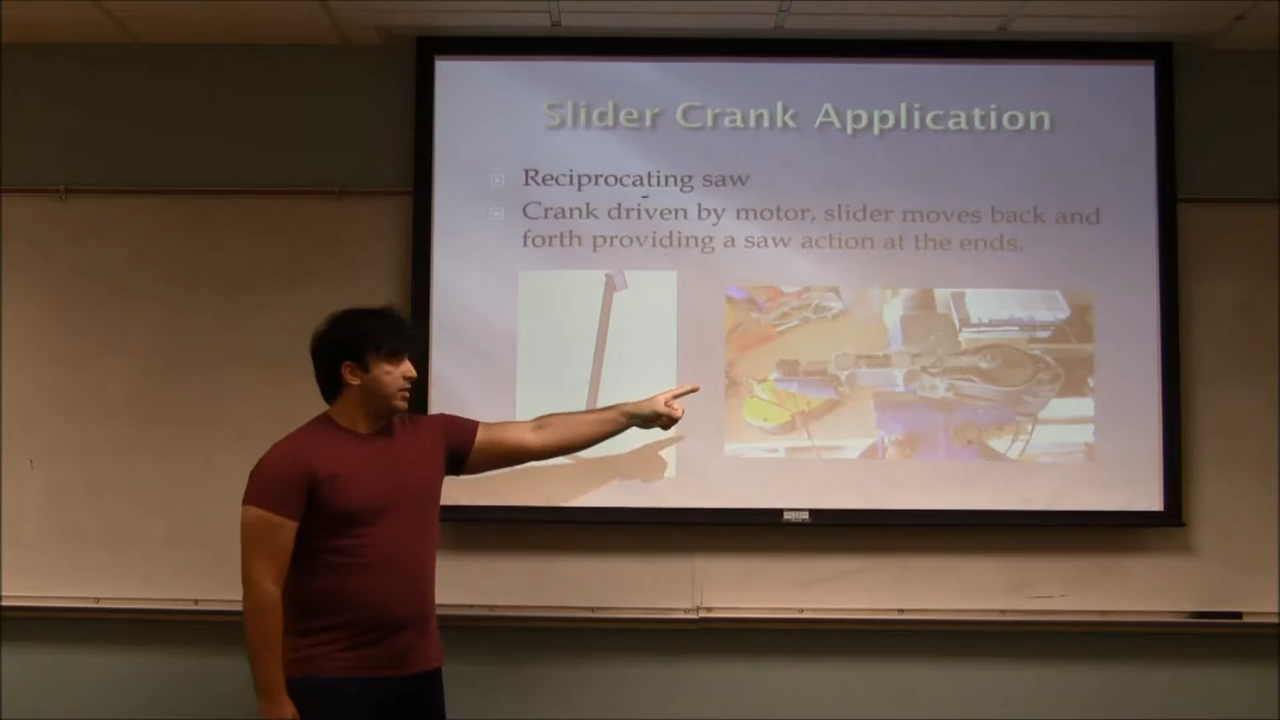 Slider Crank Application
Reciprocating saw
Crank driven by motor, slider moves back and
forth providing a saw action at the ends.